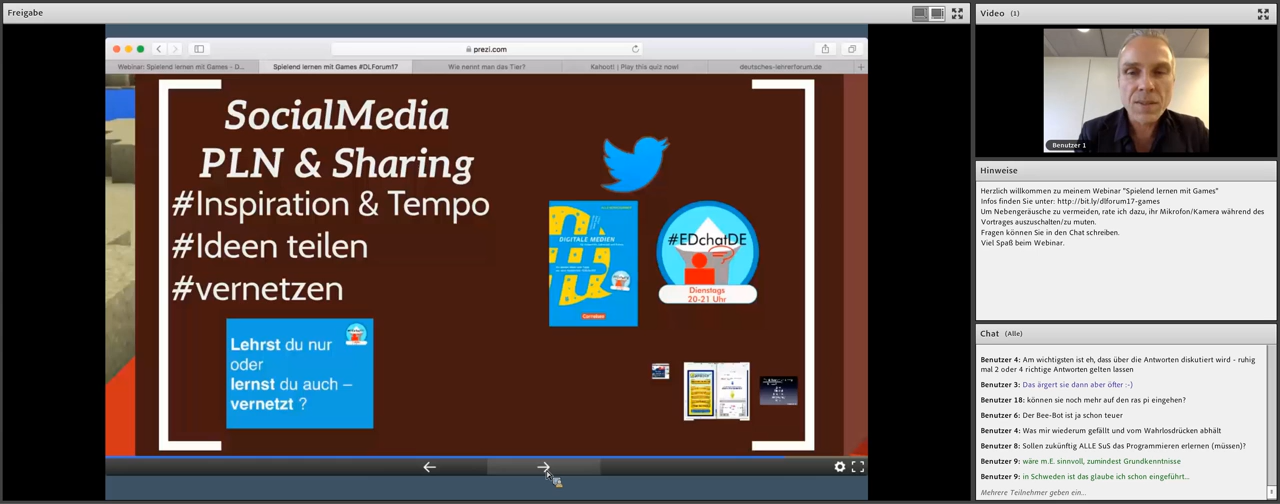 Freigabe
prezi.com
Webinar: Spielend lernen mit Games - D...
Spielend lernen mit Games #DLForum17
Wie nennt man das Tier?
Kahoot! | Play this quiz now!
deutsches-lehrerforum.de
SocialMedia
PLN & Sharing
#Inspiration & Tempo
#Ideen teilen
#vernetzen
DIGITALE MEDIEN
Cornelsen
#EDchatDE
Dienstags
20-21 Uhr
Lehrst du nur
oder
lernst du auch –
vernetzt ?
Video (1)
Benutzer 1
Hinweise
Herzlich willkommen zu meinem Webinar "Spielend lernen mit Games"
Infos finden Sie unter: http://bit.ly/dlforum17-games
Um Nebengeräusche zu vermeiden, rate ich dazu, ihr Mikrofon/Kamera während des
Vortrages auszuschalten/zu muten.
Fragen können Sie in den Chat schreiben.
Viel Spaß beim Webinar.
Chat (Alle)
Benutzer 4: Am wichtigsten ist eh, dass über die Antworten diskutiert wird - ruhig
mal 2 oder 4 richtige Antworten gelten lassen
Benutzer 3: Das ärgert sie dann aber öfter :-)
Benutzer 18: können sie noch mehr auf den ras pi eingehen?
Benutzer 6: Der Bee-Bot ist ja schon teuer
Benutzer 4: Was mir wiederum gefällt und vom Wahrlosdrücken abhält
Benutzer 8: Sollen zukünftig ALLE SuS das Programmieren erlernen (müssen)?
Benutzer 9: wäre m.E. sinnvoll, zumindest Grundkenntnisse
Benutzer 9: in Schweden ist das glaube ich schon eingeführt...
Mehrere Teilnehmer geben ein...